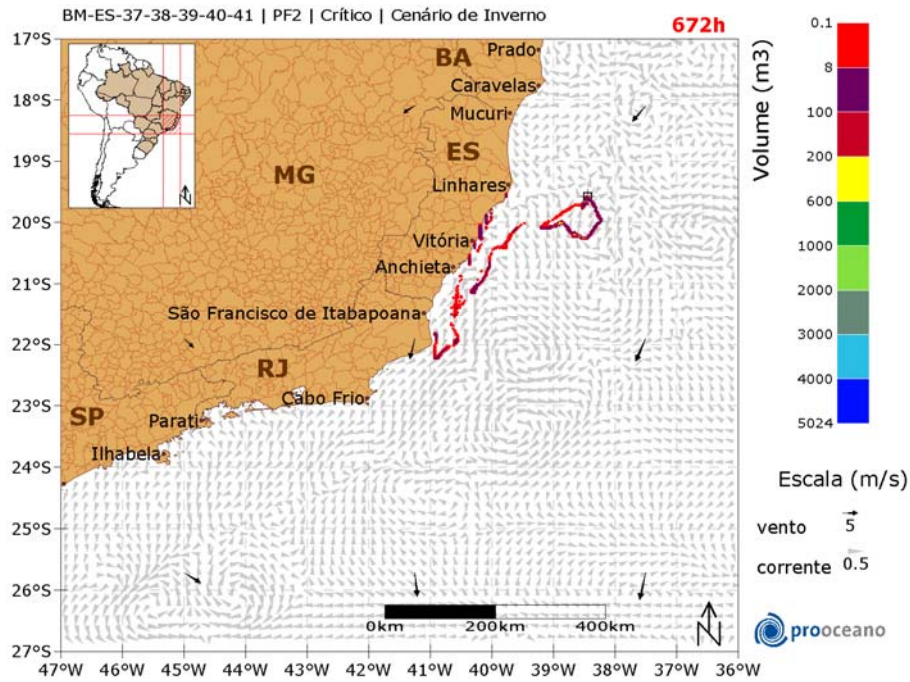 BM-ES-37-38-39-40-41 | PF2 | Crítico | Cenário de Inverno
672h
17°S
18°S
19°S
20°S
21°S
22°S
23°S
24°S
25°S
26°S
27°S
BA
Prado
Caravelas
Mucuri
ES
MG
Linhares
Vitória
Anchieta
São Francisco de Itabapoana
RJ
Cabo Frio
SP
Parati
Ilhabela
N
0km
200km
400km
N
47°W
46°W
45°W
44°W
43°W
42°W
41°W
40°W
39°W
38°W
37°W
36°W
Volume (m3)
0.1
8
100
200
600
1000
2000
3000
4000
5024
Escala (m/s)
vento 5
corrente 0.5
prooceano